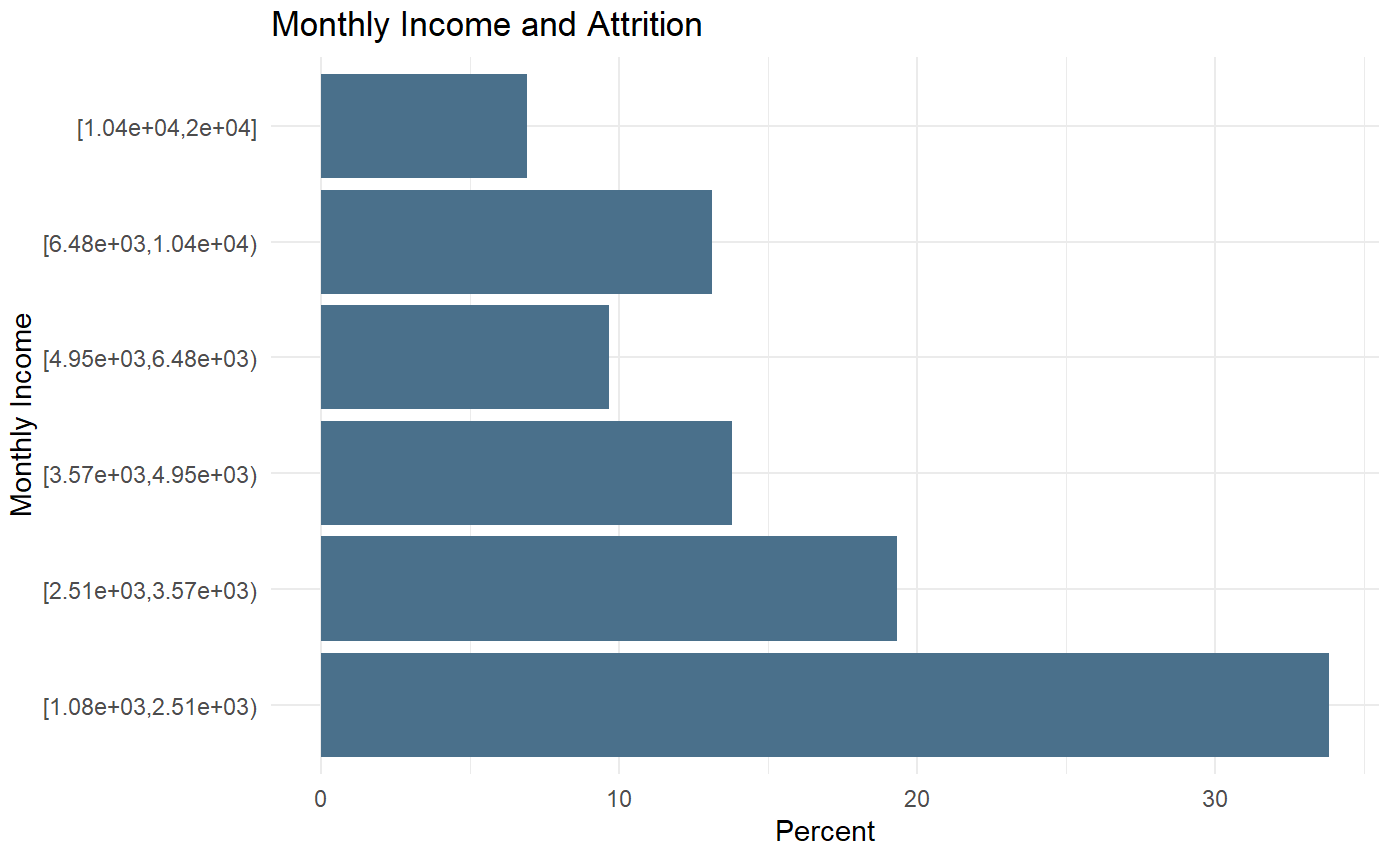 Monthly Income and Attrition
Monthly Income
[1.04e+04,2e+04]
[6.48e+03,1.04e+04)
[4.95e+03,6.48e+03)
[3.57e+03,4.95e+03)
[2.51e+03,3.57e+03)
[1.08e+03,2.51e+03)
0 10 20 30
Percent